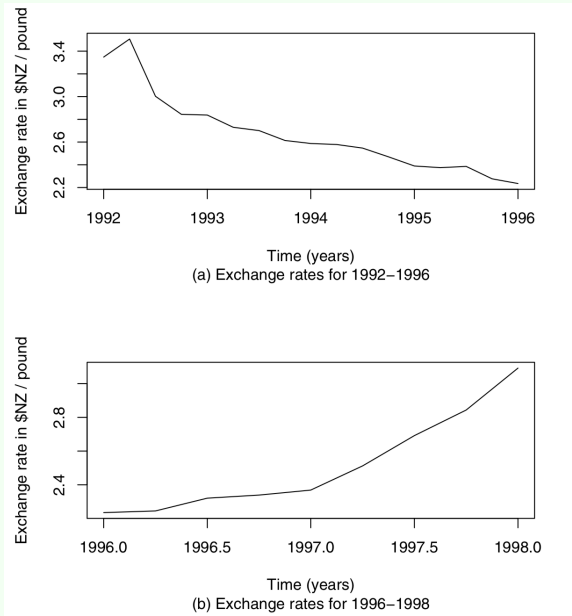 Exchange rate in $NZ / pound
3.4
3.0
2.6
2.2
1992 1993 1994 1995 1996
Time (years)
(a) Exchange rates for 1992−1996
Exchange rate in $NZ / pound
2.8
2.4
1996.0 1996.5 1997.0 1997.5 1998.0
Time (years)
(b) Exchange rates for 1996−1998